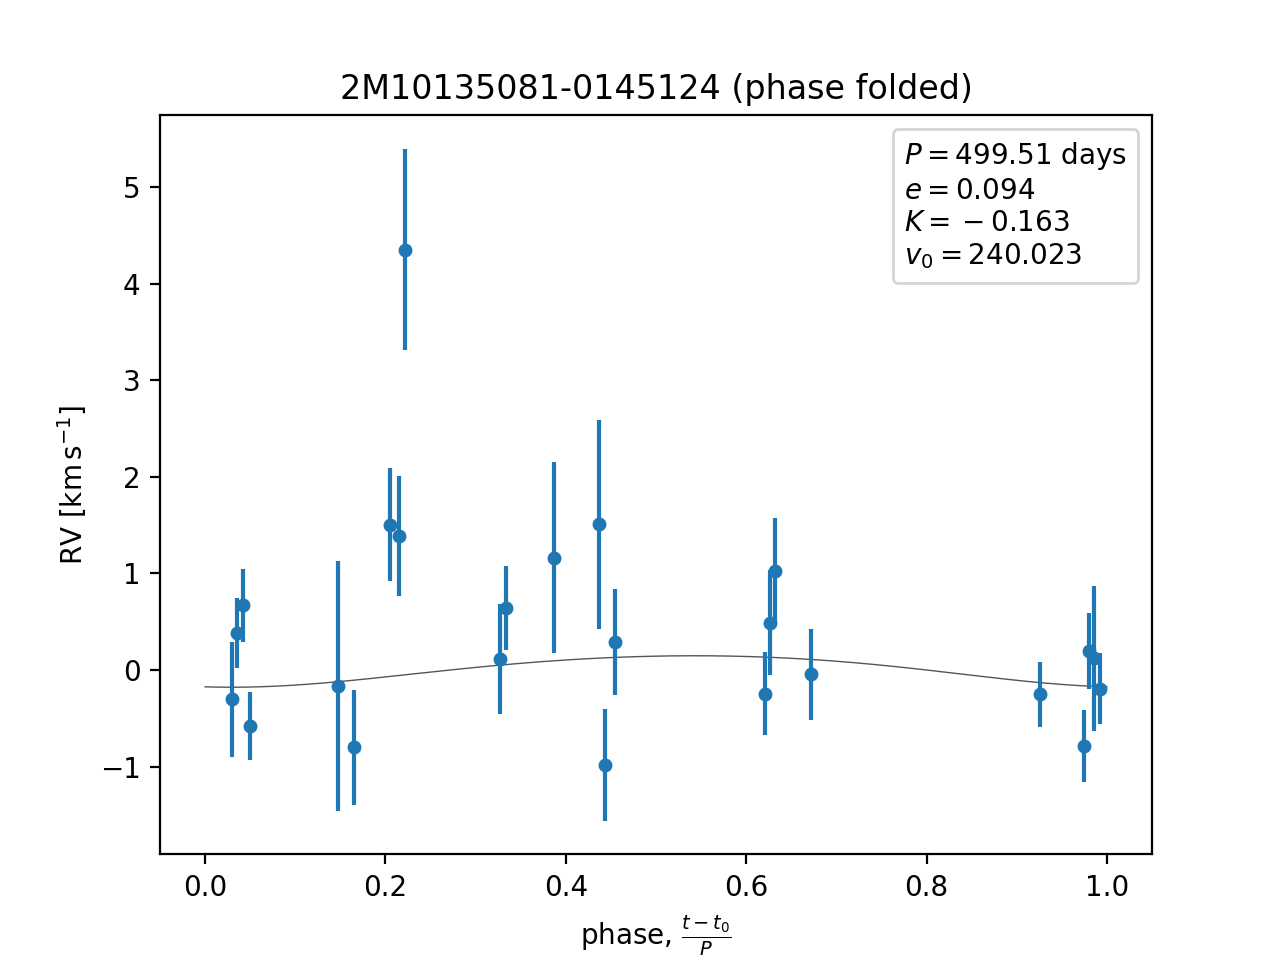 2M10135081-0145124 (phase folded)
P = 499.51 days
e = 0.094
K = −0.163
v₀ = 240.023
RV [km s⁻¹]
5
4
3
2
1
0
−1
0.0 0.2 0.4 0.6 0.8 1.0
phase, (t − t₀)/P